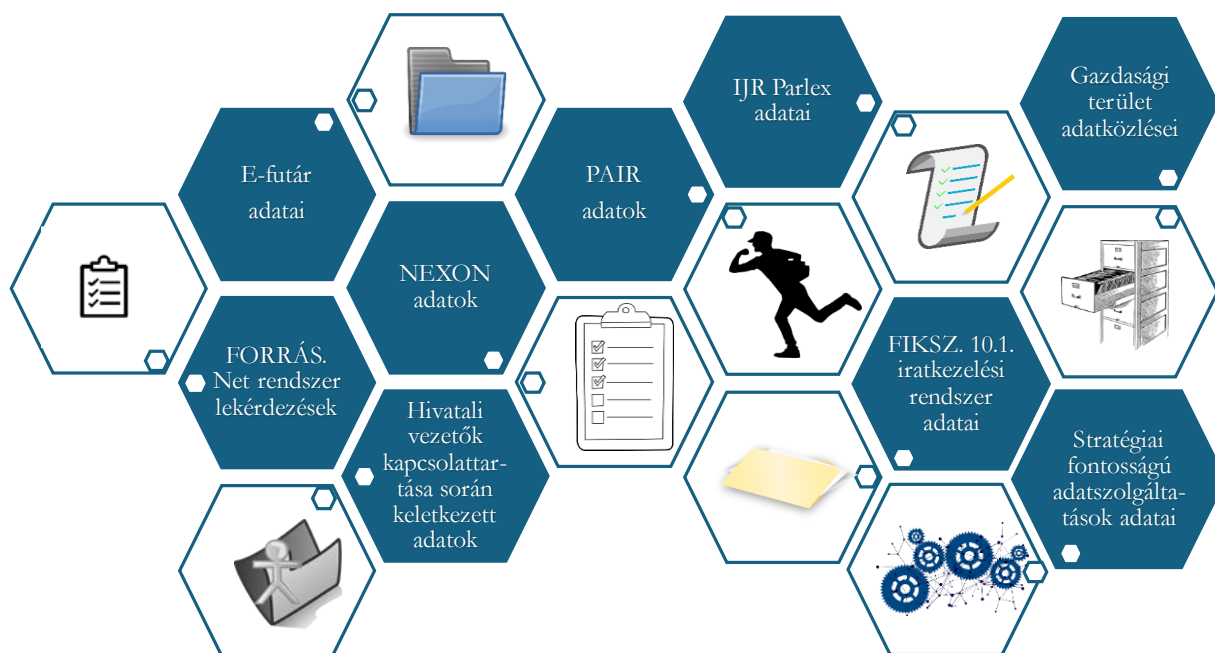 E-futár
adatai
FORRÁS.
Net rendszer
lekérdezések
NEXON
adatok
Hivatali
vezetők
kapcsolattar-
tása során
keletkezett
adatok
PAIR
adatok
IJR Parlex
adatai
FIKSZ. 10.1.
iratkezelési
rendszer
adatai
Gazdasági
terület
adatközlései
Stratégiai
fontosságú
adatszolgálta-
tások adatai